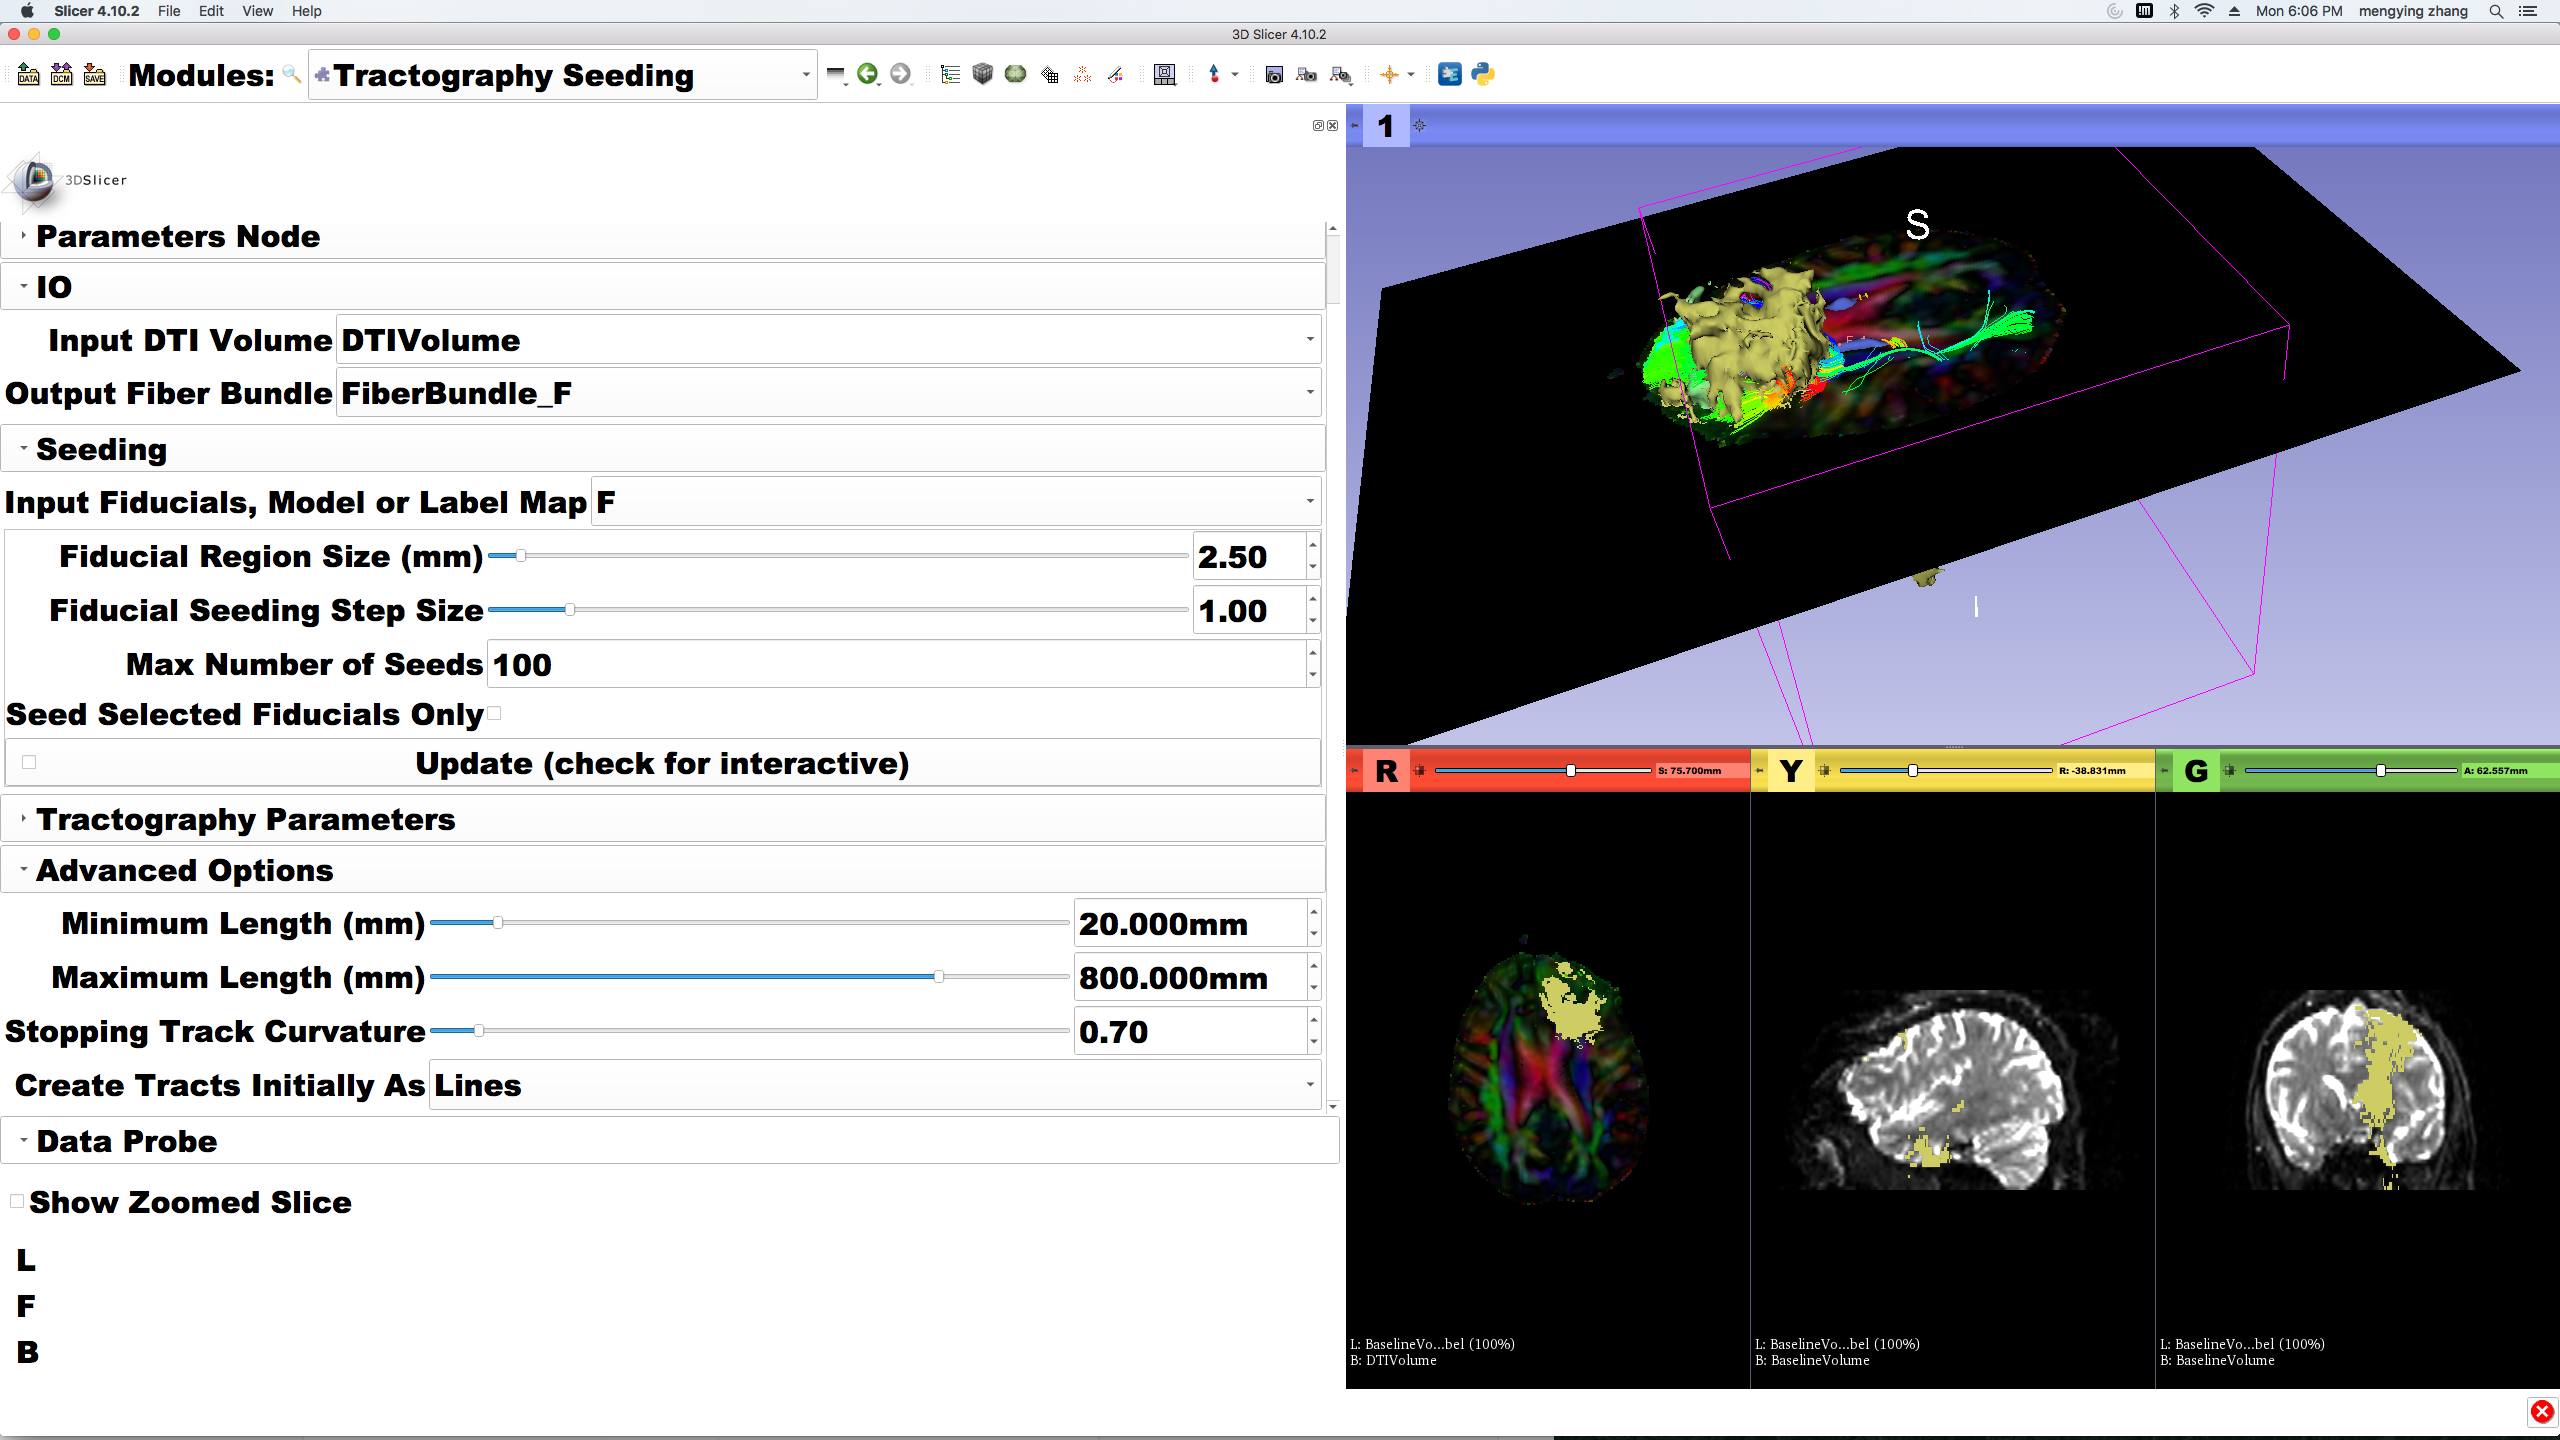 Slicer 4.10.2 File Edit View Help Mon 6:06 PM mengying zhang
3D Slicer 4.10.2
DATA DCM SAVE Modules: Tractography Seeding
1
3DSlicer
Parameters Node
IO
Input DTI Volume DTIVolume
Output Fiber Bundle FiberBundle_F
Seeding
Input Fiducials, Model or Label Map F
Fiducial Region Size (mm) 2.50
Fiducial Seeding Step Size 1.00
Max Number of Seeds 100
Seed Selected Fiducials Only
Update (check for interactive)
Tractography Parameters
Advanced Options
Minimum Length (mm) 20.000mm
Maximum Length (mm) 800.000mm
Stopping Track Curvature 0.70
Create Tracts Initially As Lines
Data Probe
Show Zoomed Slice
L
F
B
S
I
R S: 75.700mm
Y R: -38.831mm
G A: 62.557mm
L: BaselineVo...bel (100%)
B: DTIVolume
L: BaselineVo...bel (100%)
B: BaselineVolume
L: BaselineVo...bel (100%)
B: BaselineVolume